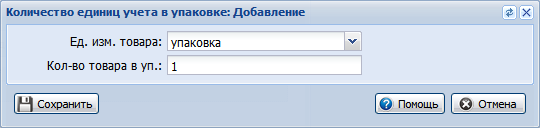 Количество единиц учета в упаковке: Добавление
Ед. изм. товара: упаковка
Кол-во товара в уп.: 1
Сохранить Помощь Отмена